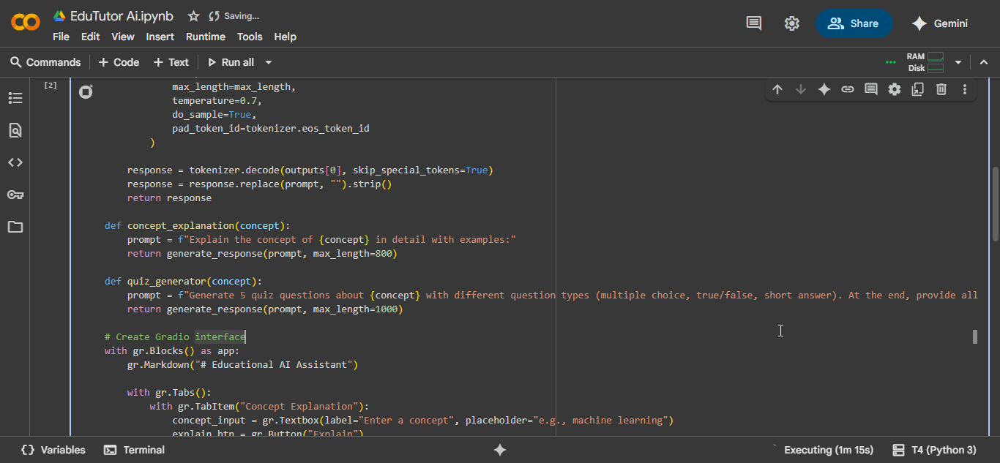 EduTutor Ai.ipynb
Saving...
File Edit View Insert Runtime Tools Help
Share
Gemini
Commands + Code + Text Run all
RAM
Disk
[2]
max_length=max_length,
temperature=0.7,
do_sample=True,
pad_token_id=tokenizer.eos_token_id
)
response = tokenizer.decode(outputs[0], skip_special_tokens=True)
response = response.replace(prompt, "").strip()
return response
def concept_explanation(concept):
prompt = f"Explain the concept of {concept} in detail with examples:"
return generate_response(prompt, max_length=800)
def quiz_generator(concept):
prompt = f"Generate 5 quiz questions about {concept} with different question types (multiple choice, true/false, short answer). At the end, provide all
return generate_response(prompt, max_length=1000)
# Create Gradio interface
with gr.Blocks() as app:
gr.Markdown("# Educational AI Assistant")
with gr.Tabs():
with gr.TabItem("Concept Explanation"):
concept_input = gr.Textbox(label="Enter a concept", placeholder="e.g., machine learning")
explain_btn = gr.Button("Explain")
Variables Terminal
Executing (1m 15s) T4 (Python 3)